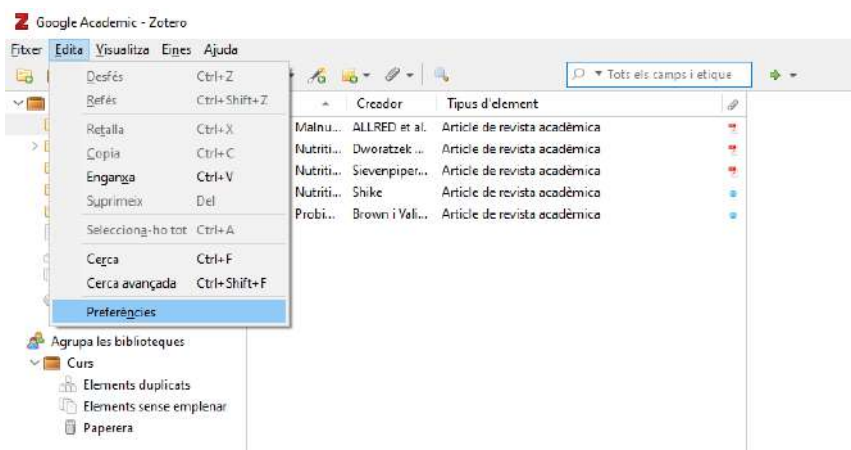 Google Academic - Zotero
Fitxer Edita Visualitza Eines Ajuda
Tots els camps i etique
Desfés Ctrl+Z
Refés Ctrl+Shift+Z
Retalla Ctrl+X
Copia Ctrl+C
Enganxa Ctrl+V
Suprimeix Del
Selecciona-ho tot Ctrl+A
Cerca Ctrl+F
Cerca avançada Ctrl+Shift+F
Preferències
Creador Tipus d'element
Malnu... ALLRED et al. Article de revista acadèmica
Nutriti... Dworatzek ... Article de revista acadèmica
Nutriti... Sievenpiper... Article de revista acadèmica
Nutriti... Shike Article de revista acadèmica
Probi... Brown i Vali... Article de revista acadèmica
Agrupa les biblioteques
Curs
Elements duplicats
Elements sense emplenar
Paperera